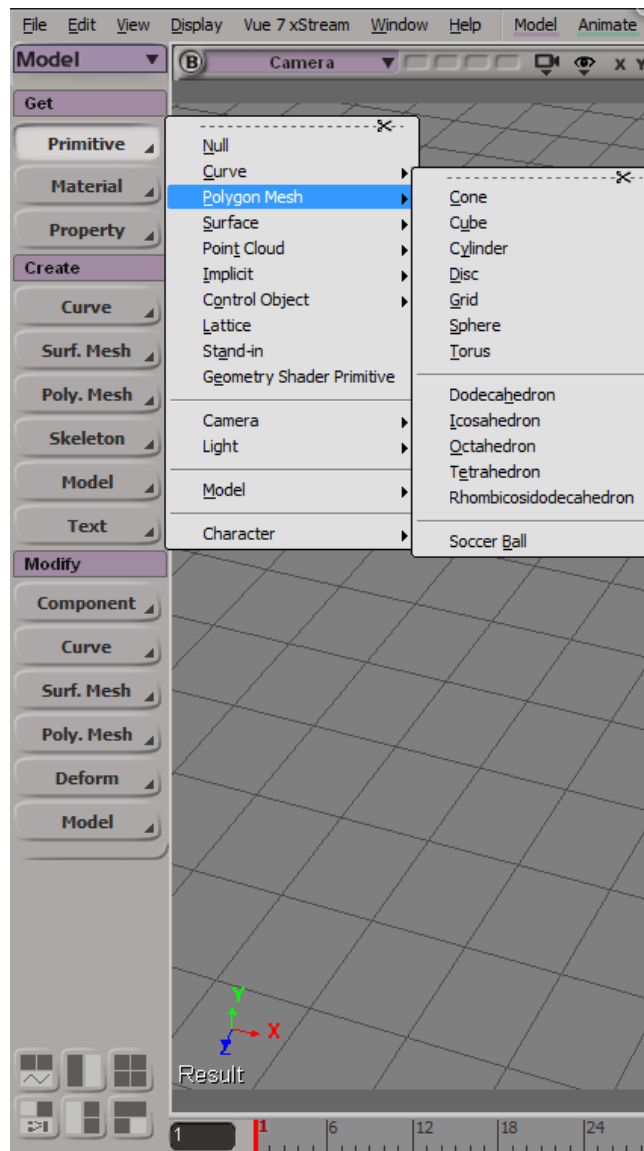 File Edit View Display Vue 7 xStream Window Help Model Animate
Model B Camera X Y
Get
Primitive
Material
Property
Create
Curve
Surf. Mesh
Poly. Mesh
Skeleton
Model
Text
Modify
Component
Curve
Surf. Mesh
Poly. Mesh
Deform
Model
Null
Curve
Polygon Mesh
Surface
Point Cloud
Implicit
Control Object
Lattice
Stand-in
Geometry Shader Primitive
Camera
Light
Model
Character
Cone
Cube
Cylinder
Disc
Grid
Sphere
Torus
Dodecahedron
Icosahedron
Octahedron
Tetrahedron
Rhombicosidodecahedron
Soccer Ball
Y
X
Z
Result
1 1 6 12 18 24